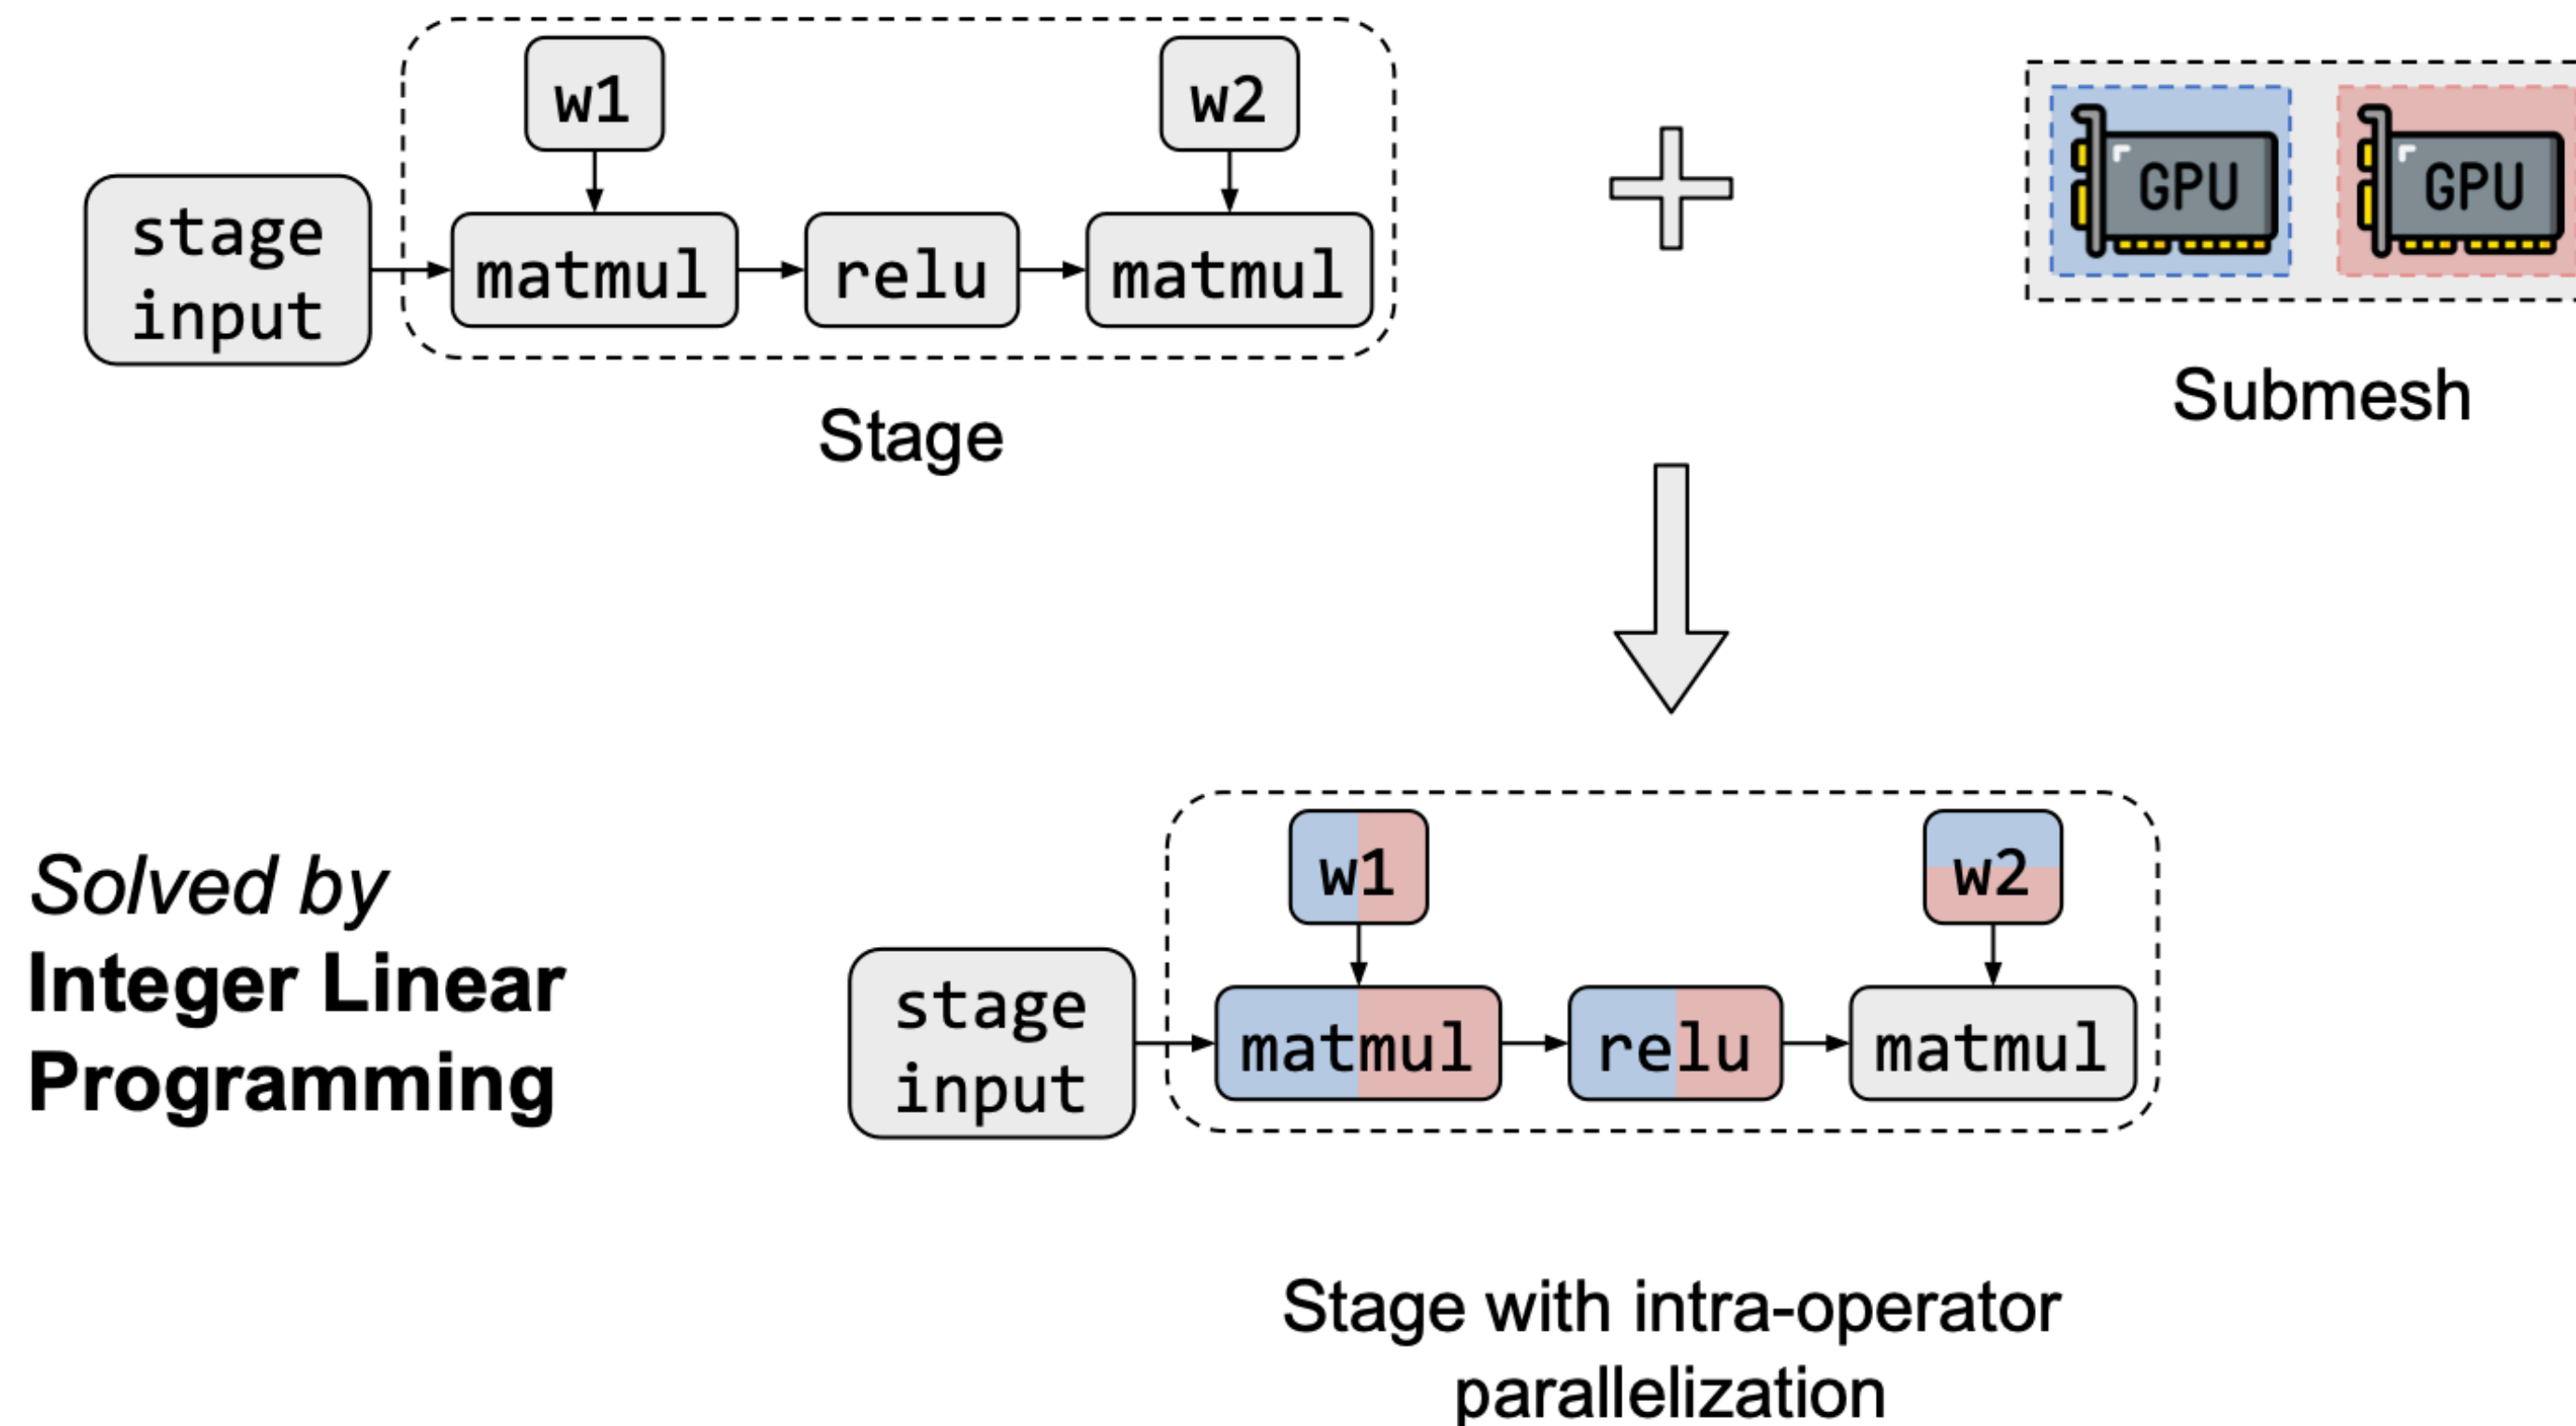 w1
w2
stage
input
matmul
relu
matmul
Stage
GPU
GPU
Submesh
Solved by
Integer Linear
Programming
w1
w2
stage
input
matmul
relu
matmul
Stage with intra-operator
parallelization